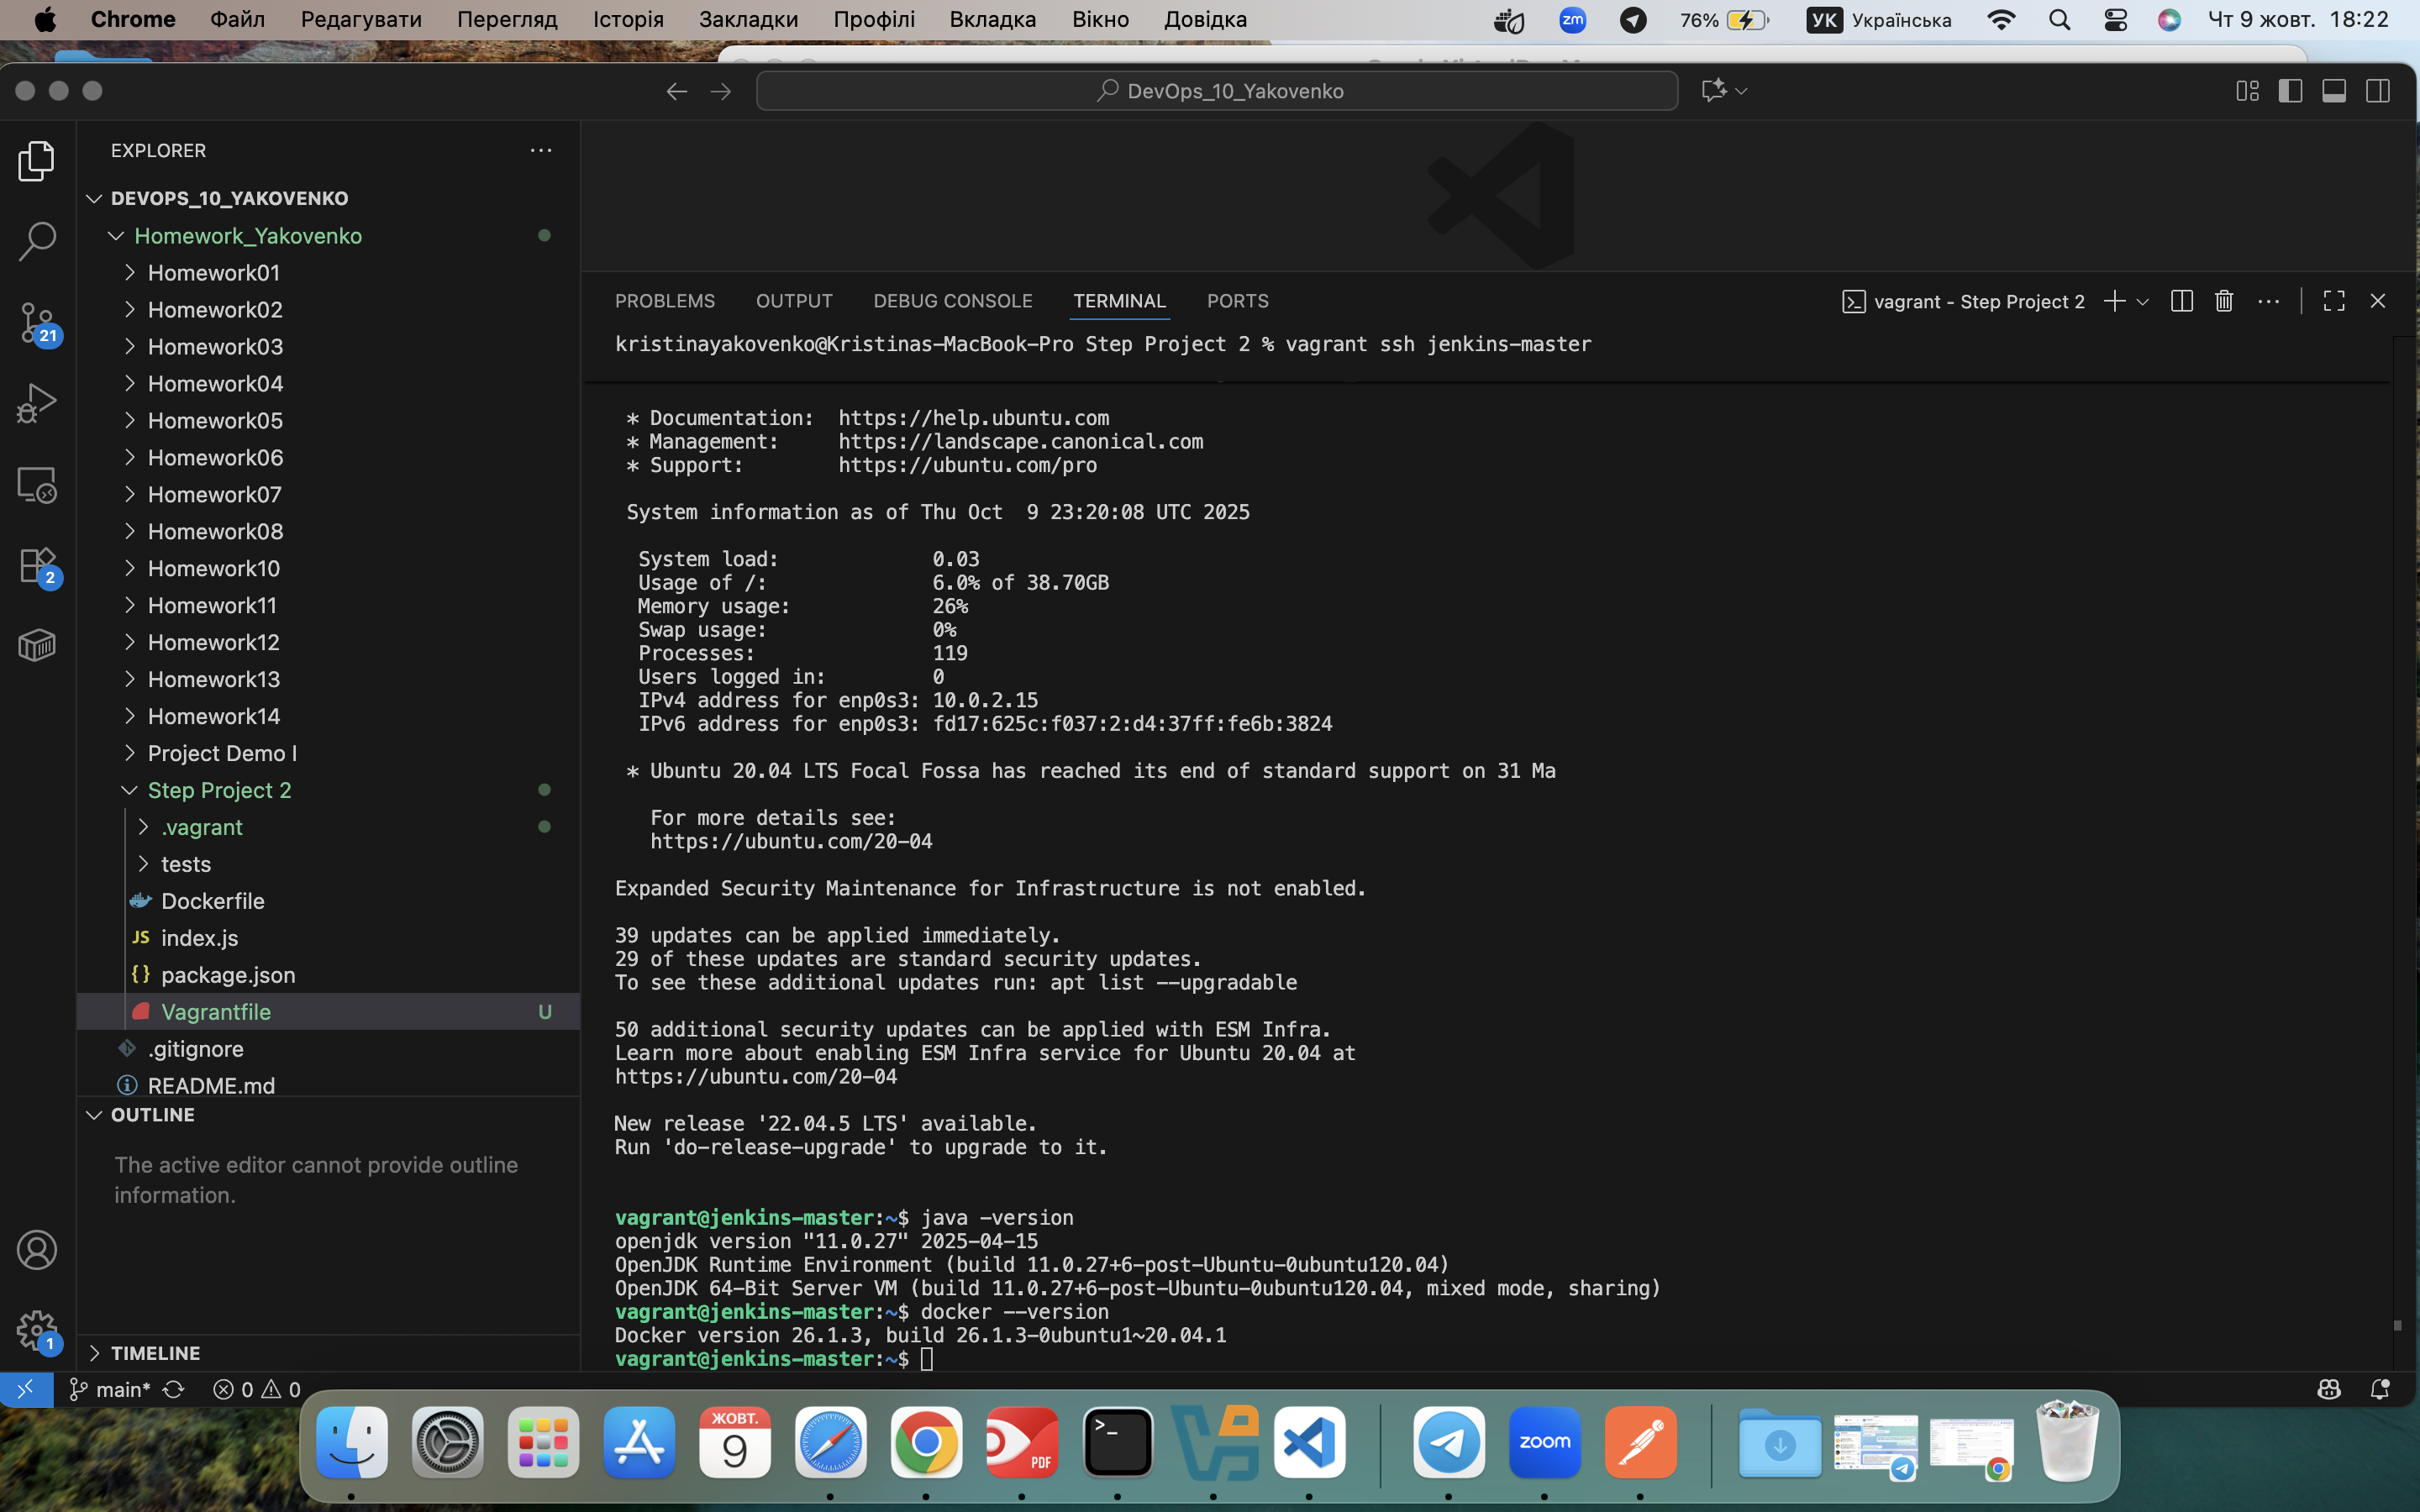 Chrome Файл Редагувати Перегляд Історія Закладки Профілі Вкладка Вікно Довідка zm 76% УК Українська Чт 9 жовт. 18:22
DevOps_10_Yakovenko
EXPLORER
DEVOPS_10_YAKOVENKO
Homework_Yakovenko
Homework01
Homework02
Homework03
Homework04
Homework05
Homework06
Homework07
Homework08
Homework10
Homework11
Homework12
Homework13
Homework14
Project Demo I
Step Project 2
.vagrant
tests
Dockerfile
JS index.js
{} package.json
Vagrantfile U
.gitignore
README.md
OUTLINE
The active editor cannot provide outline
information.
TIMELINE
21
2
1
PROBLEMS OUTPUT DEBUG CONSOLE TERMINAL PORTS vagrant - Step Project 2
kristinayakovenko@Kristinas-MacBook-Pro Step Project 2 % vagrant ssh jenkins-master
* Documentation: https://help.ubuntu.com
* Management: https://landscape.canonical.com
* Support: https://ubuntu.com/pro
System information as of Thu Oct 9 23:20:08 UTC 2025
System load: 0.03
Usage of /: 6.0% of 38.70GB
Memory usage: 26%
Swap usage: 0%
Processes: 119
Users logged in: 0
IPv4 address for enp0s3: 10.0.2.15
IPv6 address for enp0s3: fd17:625c:f037:2:d4:37ff:fe6b:3824
* Ubuntu 20.04 LTS Focal Fossa has reached its end of standard support on 31 Ma
For more details see:
https://ubuntu.com/20-04
Expanded Security Maintenance for Infrastructure is not enabled.
39 updates can be applied immediately.
29 of these updates are standard security updates.
To see these additional updates run: apt list --upgradable
50 additional security updates can be applied with ESM Infra.
Learn more about enabling ESM Infra service for Ubuntu 20.04 at
https://ubuntu.com/20-04
New release '22.04.5 LTS' available.
Run 'do-release-upgrade' to upgrade to it.
vagrant@jenkins-master:~$ java -version
openjdk version "11.0.27" 2025-04-15
OpenJDK Runtime Environment (build 11.0.27+6-post-Ubuntu-0ubuntu120.04)
OpenJDK 64-Bit Server VM (build 11.0.27+6-post-Ubuntu-0ubuntu120.04, mixed mode, sharing)
vagrant@jenkins-master:~$ docker --version
Docker version 26.1.3, build 26.1.3-0ubuntu1~20.04.1
vagrant@jenkins-master:~$
main* 0 0
ЖОВТ.
9
PDF
zoom